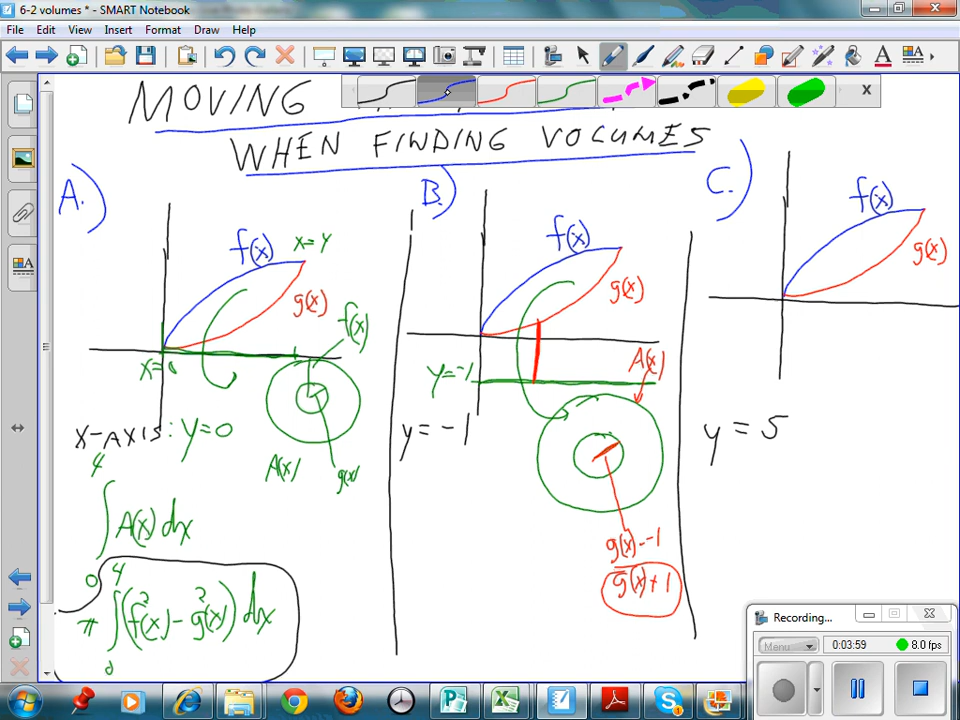 6-2 volumes * - SMART Notebook
File Edit View Insert Format Draw Help
MOVING
WHEN FINDING VOLUMES
A.)
f(x)
x=4
g(x)
f(x)
x=0
x-AXIS: y=0
A(x)
g(x)
4
∫ A(x) dx
0
4
π ∫ (f²(x) - g²(x)) dx
0
B.)
f(x)
g(x)
y=-1
A(x)
y = -1
g(x) - -1
g(x) + 1
C.)
f(x)
g(x)
y = 5
Recording...
Menu
0:03:59
8.0 fps